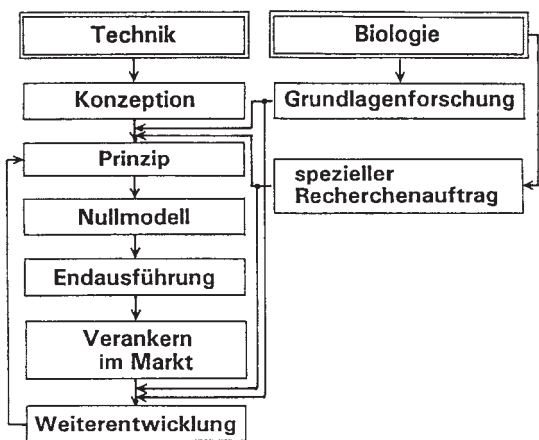 Technik
Konzeption
Prinzip
Nullmodell
Endausführung
Verankern
im Markt
Weiterentwicklung
Biologie
Grundlagenforschung
spezieller
Recherchenauftrag